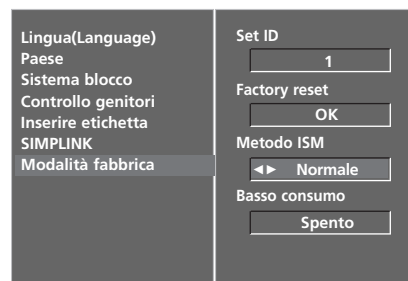 Lingua(Language)
Paese
Sistema blocco
Controllo genitori
Inserire etichetta
SIMPLINK
Modalità fabbrica
Set ID
1
Factory reset
OK
Metodo ISM
◄► Normale
Basso consumo
Spento